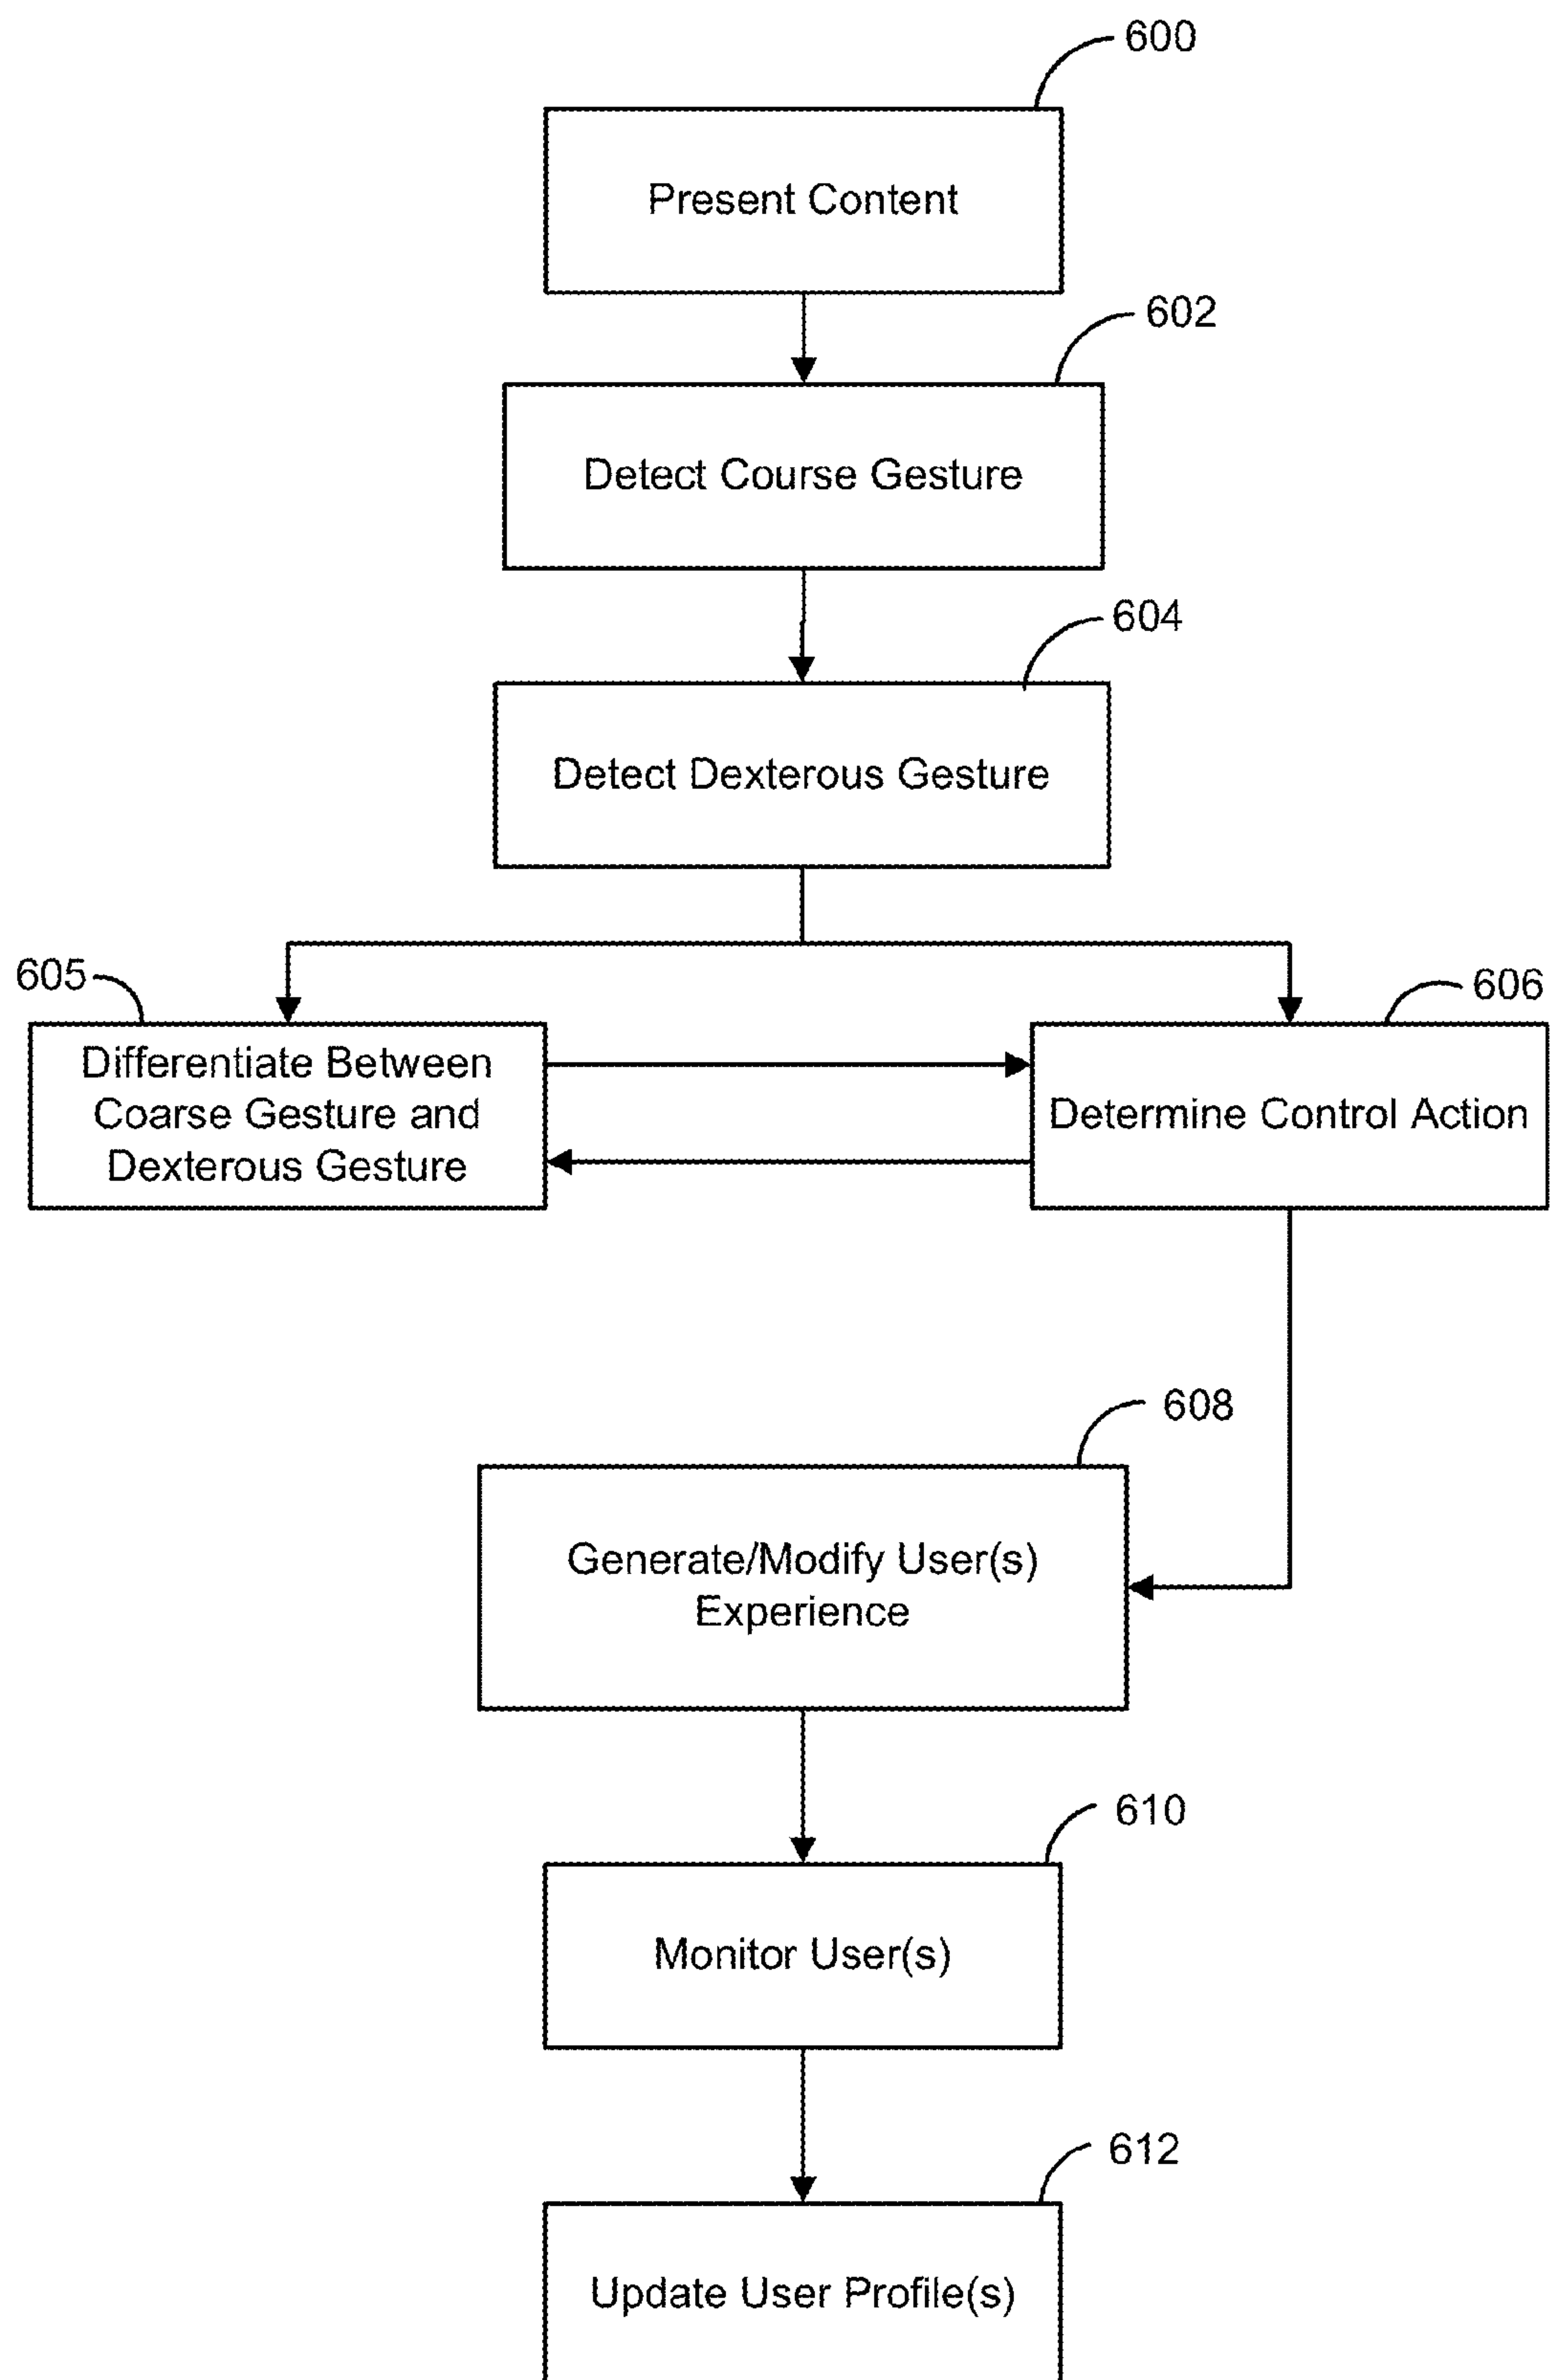 600
Present Content
602
Detect Course Gesture
604
Detect Dexterous Gesture
605
606
Differentiate Between
Coarse Gesture and
Dexterous Gesture
Determine Control Action
608
Generate/Modify User(s)
Experience
610
Monitor User(s)
612
Update User Profile(s)